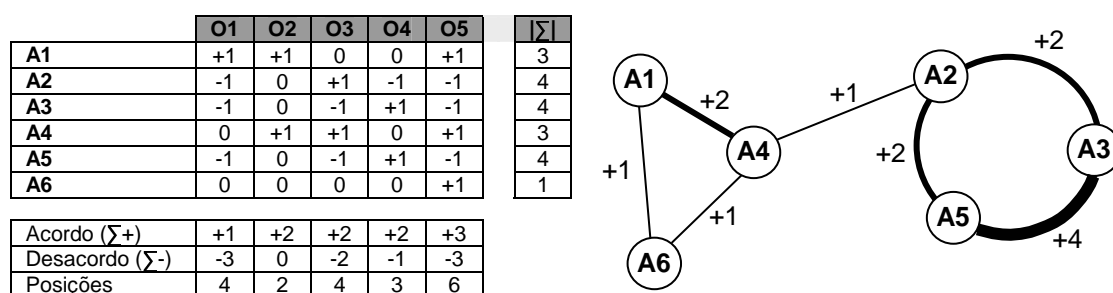 O1 O2 O3 O4 O5 |∑|
A1 +1 +1 0 0 +1 3
A2 -1 0 +1 -1 -1 4
A3 -1 0 -1 +1 -1 4
A4 0 +1 +1 0 +1 3
A5 -1 0 -1 +1 -1 4
A6 0 0 0 0 +1 1
Acordo (∑+) +1 +2 +2 +2 +3
Desacordo (∑-) -3 0 -2 -1 -3
Posições 4 2 4 3 6
+2
A1
A2
+2
+1
A4
A3
+2
+1
+1
A5
+4
A6